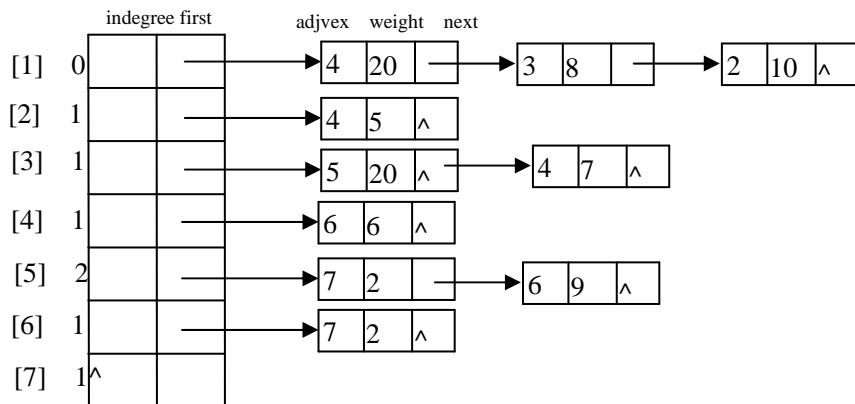 indegree first adjvex weight next
[1] 0 4 20 3 8 2 10 ^
[2] 1 4 5 ^
[3] 1 5 20 ^ 4 7 ^
[4] 1 6 6 ^
[5] 2 7 2 6 9 ^
[6] 1 7 2 ^
[7] 1 ^